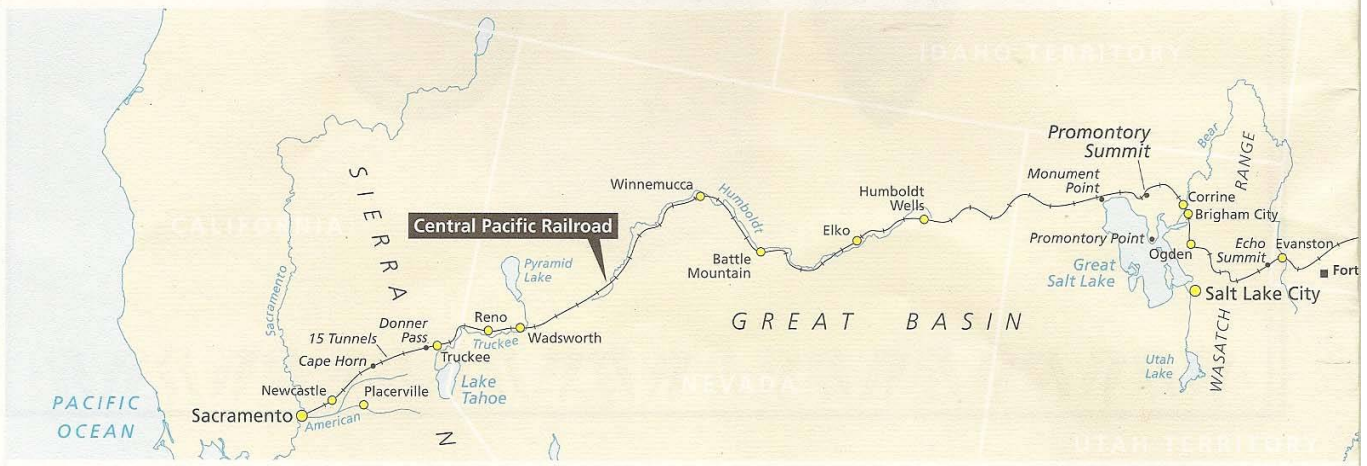 IDAHO TERRITORY
Promontory
Summit
Bear
RANGE
Monument
Point
Corrine
Brigham City
SIERRA
Winnemucca
Humboldt
Humboldt
Wells
CALIFORNIA
Central Pacific Railroad
Elko
Promontory Point
Ogden
Echo
Summit
Evanston
Pyramid
Lake
Battle
Mountain
Great
Salt Lake
Fort
Salt Lake City
Sacramento
GREAT BASIN
Reno
Donner
Pass
15 Tunnels
Truckee
Wadsworth
Cape Horn
Truckee
WASATCH
Utah
Lake
Lake
Tahoe
NEVADA
Newcastle
Placerville
PACIFIC
OCEAN
Sacramento
American
N
UTAH TERRITORY